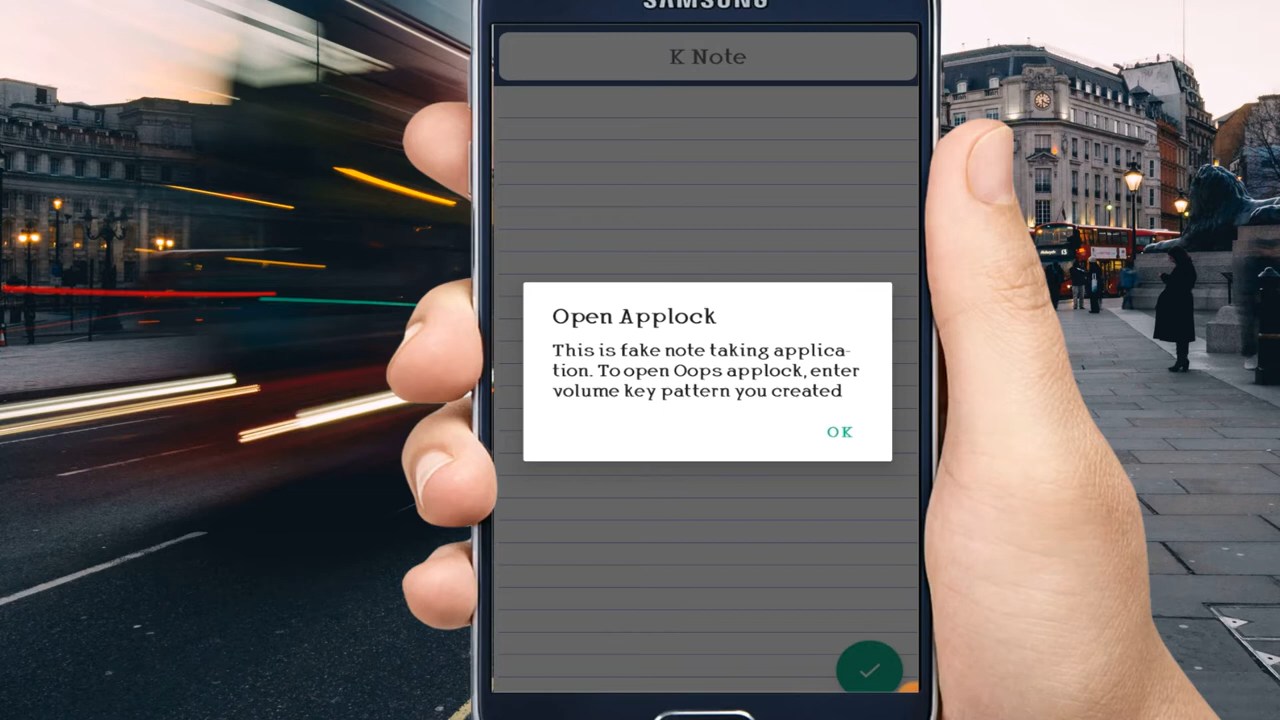 SAMSUNG
K Note
Open Applock
This is fake note taking applica-
tion. To open Oops applock, enter
volume key pattern you created
OK